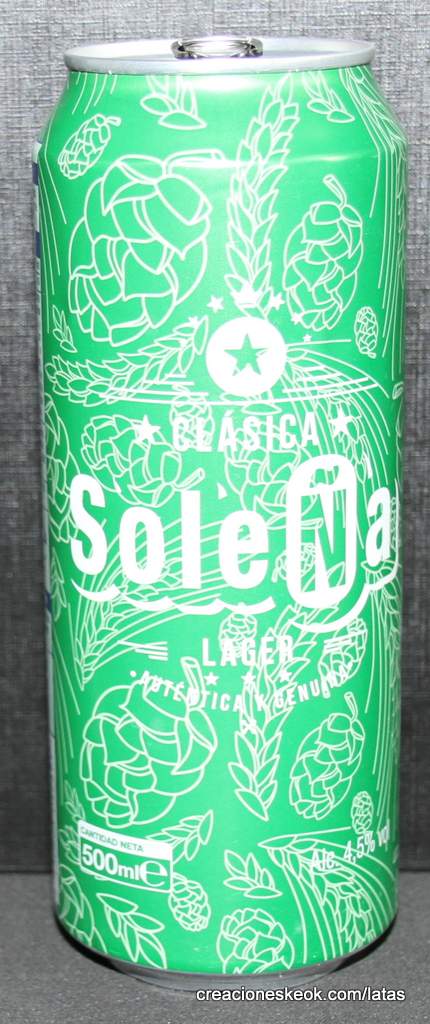 CLÁSICA
Solena
LAGER
AUTÉNTICA Y GENUINA
CANTIDAD NETA
500ml e
Alc. 4,5% vol
creacioneskeok.com/latas